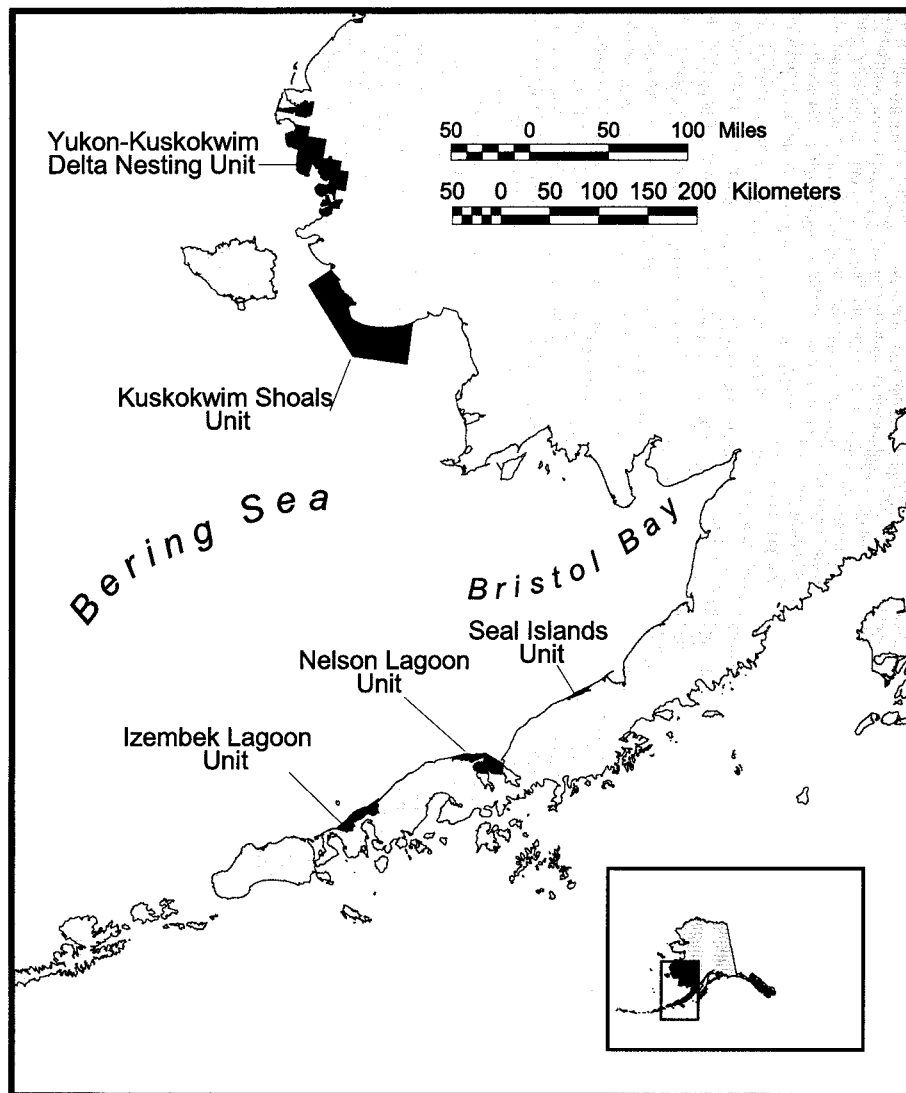 Yukon-Kuskokwim
Delta Nesting Unit
50 0 50 100 Miles
50 0 50 100 150 200 Kilometers
Kuskokwim Shoals
Unit
Bering Sea
Bristol Bay
Seal Islands
Unit
Nelson Lagoon
Unit
Izembek Lagoon
Unit